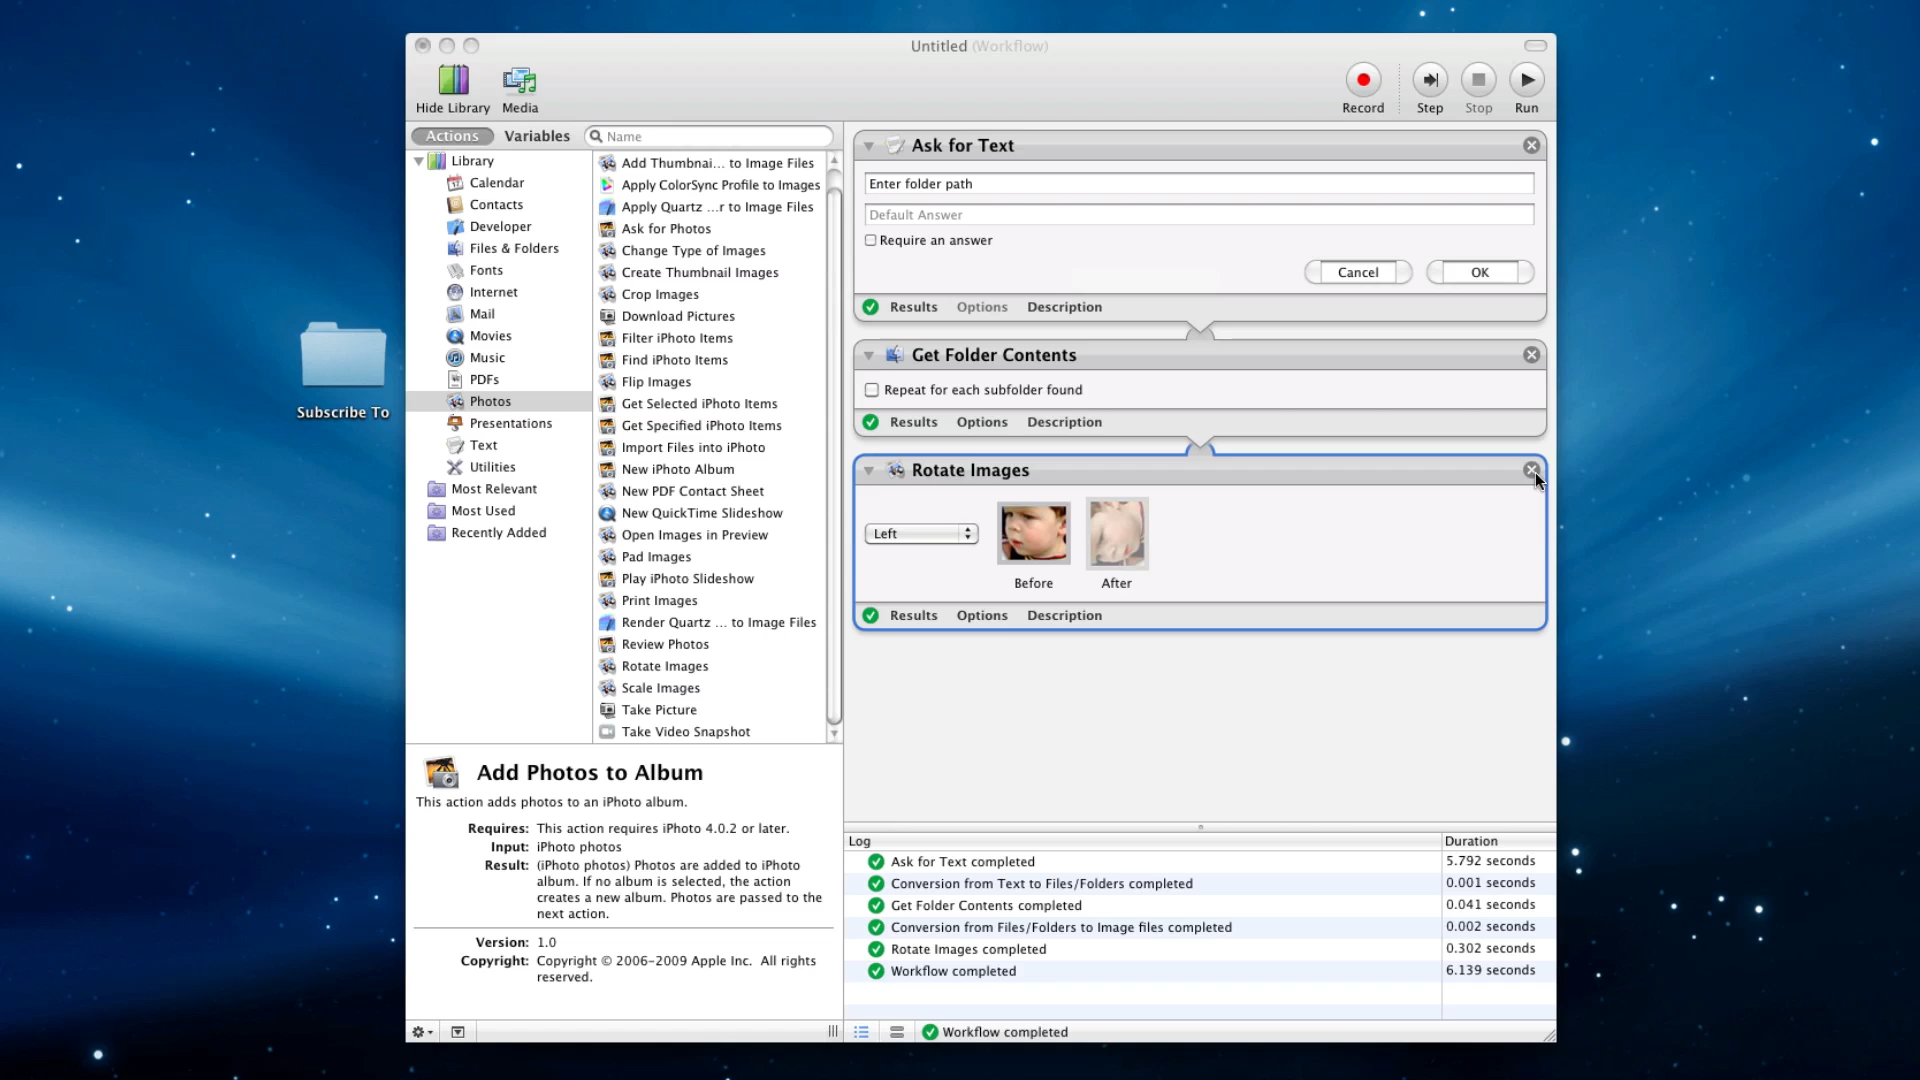 Untitled (Workflow)
Hide Library
Media
Record
Step
Stop
Run
Actions
Variables
Name
Library
Calendar
Contacts
Developer
Files & Folders
Fonts
Internet
Mail
Movies
Music
PDFs
Photos
Presentations
Text
Utilities
Most Relevant
Most Used
Recently Added
Add Thumbnai... to Image Files
Apply ColorSync Profile to Images
Apply Quartz ...r to Image Files
Ask for Photos
Change Type of Images
Create Thumbnail Images
Crop Images
Download Pictures
Filter iPhoto Items
Find iPhoto Items
Flip Images
Get Selected iPhoto Items
Get Specified iPhoto Items
Import Files into iPhoto
New iPhoto Album
New PDF Contact Sheet
New QuickTime Slideshow
Open Images in Preview
Pad Images
Play iPhoto Slideshow
Print Images
Render Quartz ... to Image Files
Review Photos
Rotate Images
Scale Images
Take Picture
Take Video Snapshot
Subscribe To
Add Photos to Album
This action adds photos to an iPhoto album.
Requires: This action requires iPhoto 4.0.2 or later.
Input: iPhoto photos
Result: (iPhoto photos) Photos are added to iPhoto
album. If no album is selected, the action
creates a new album. Photos are passed to the
next action.
Version: 1.0
Copyright: Copyright © 2006-2009 Apple Inc. All rights
reserved.
Ask for Text
Enter folder path
Default Answer
Require an answer
Cancel
OK
Results Options Description
Get Folder Contents
Repeat for each subfolder found
Results Options Description
Rotate Images
Left
Before
After
Results Options Description
Log Duration
Ask for Text completed 5.792 seconds
Conversion from Text to Files/Folders completed 0.001 seconds
Get Folder Contents completed 0.041 seconds
Conversion from Files/Folders to Image files completed 0.002 seconds
Rotate Images completed 0.302 seconds
Workflow completed 6.139 seconds
Workflow completed